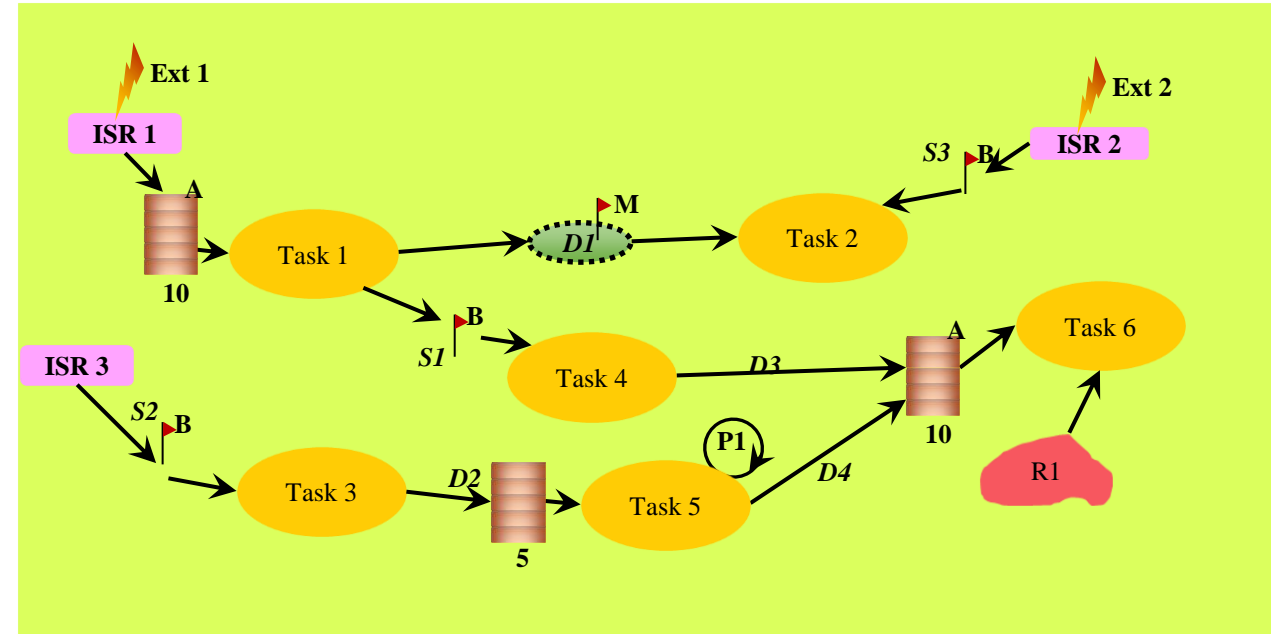 Ext 1
Ext 2
ISR 1
ISR 2
S3
B
A
M
D1
Task 1
Task 2
10
B
S1
Task 6
A
ISR 3
D3
Task 4
S2
B
P1
10
D2
D4
R1
Task 3
Task 5
5